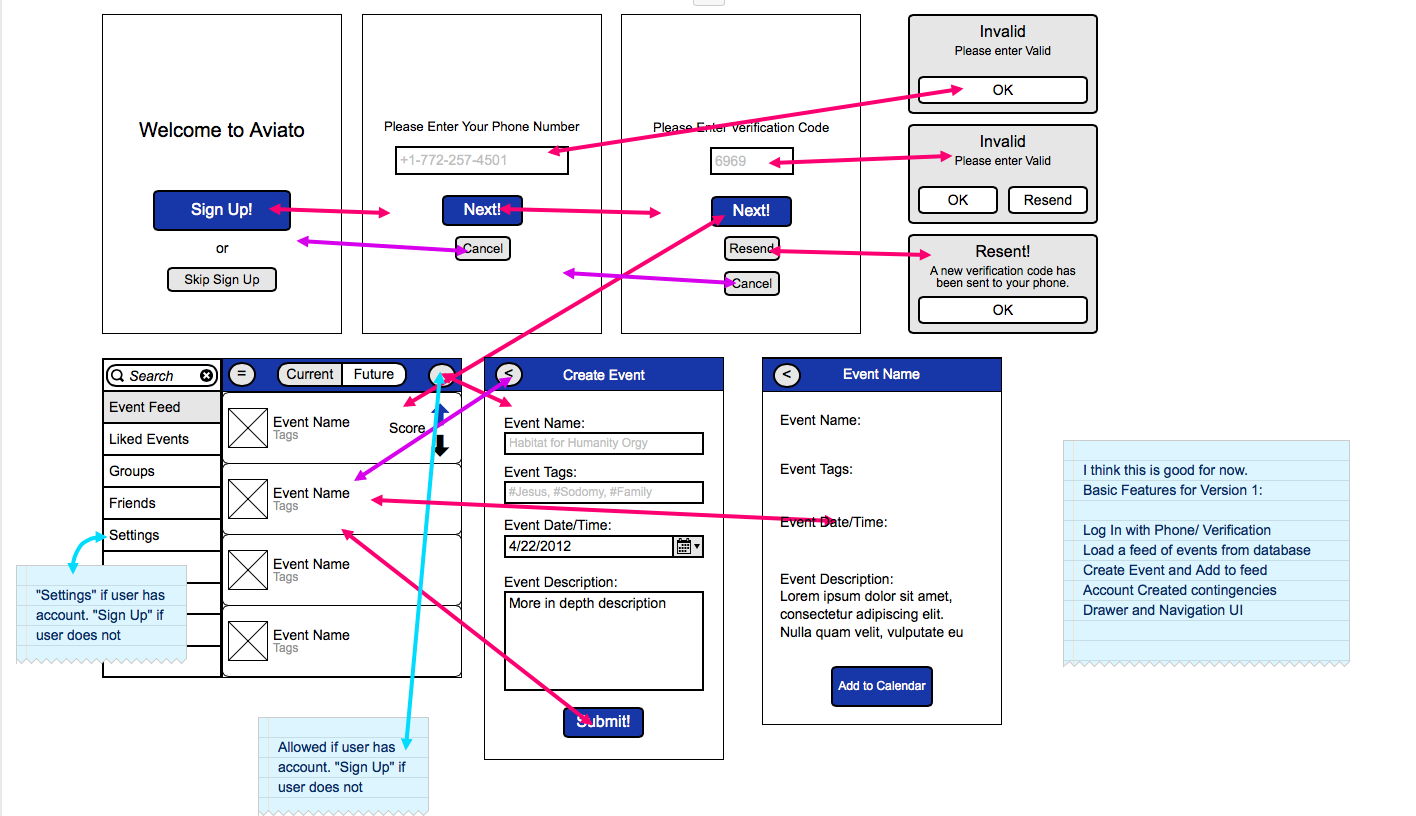 Welcome to Aviato
Sign Up!
or
Skip Sign Up
Please Enter Your Phone Number
+1-772-257-4501
Next!
Cancel
Please Enter Verification Code
6969
Next!
Resend
Cancel
Invalid
Please enter Valid
OK
Invalid
Please enter Valid
OK
Resend
Resent!
A new verification code has
been sent to your phone.
OK
Search
Event Feed
Liked Events
Groups
Friends
Settings
"Settings" if user has
account. "Sign Up" if
user does not
=
Current
Future
Event Name
Tags
Score
Event Name
Tags
Event Name
Tags
Event Name
Tags
Allowed if user has
account. "Sign Up" if
user does not
<
Create Event
Event Name:
Habitat for Humanity Orgy
Event Tags:
#Jesus, #Sodomy, #Family
Event Date/Time:
4/22/2012
Event Description:
More in depth description
Submit!
<
Event Name
Event Name:
Event Tags:
Event Date/Time:
Event Description:
Lorem ipsum dolor sit amet,
consectetur adipiscing elit.
Nulla quam velit, vulputate eu
Add to Calendar
I think this is good for now.
Basic Features for Version 1:
Log In with Phone/ Verification
Load a feed of events from database
Create Event and Add to feed
Account Created contingencies
Drawer and Navigation UI